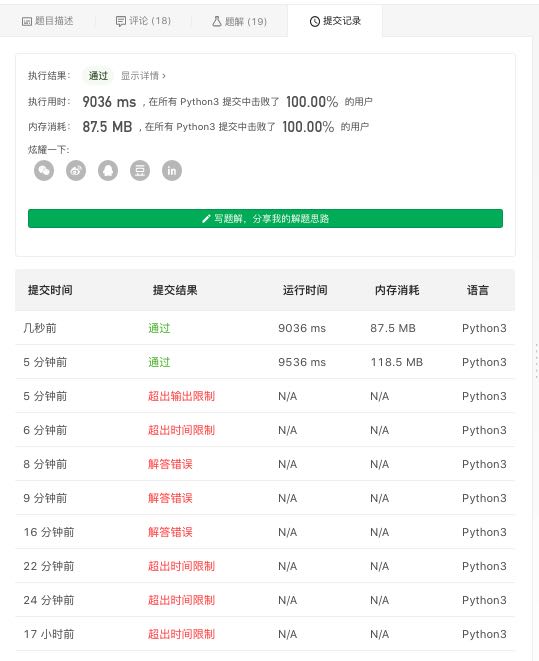 题目描述 评论 (18) 题解 (19) 提交记录
执行结果： 通过 显示详情 ›
执行用时： 9036 ms , 在所有 Python3 提交中击败了 100.00% 的用户
内存消耗： 87.5 MB , 在所有 Python3 提交中击败了 100.00% 的用户
炫耀一下:
豆 in
写题解，分享我的解题思路
提交时间 提交结果 运行时间 内存消耗 语言
几秒前 通过 9036 ms 87.5 MB Python3
5 分钟前 通过 9536 ms 118.5 MB Python3
5 分钟前 超出输出限制 N/A N/A Python3
6 分钟前 超出时间限制 N/A N/A Python3
8 分钟前 解答错误 N/A N/A Python3
9 分钟前 解答错误 N/A N/A Python3
16 分钟前 解答错误 N/A N/A Python3
22 分钟前 超出时间限制 N/A N/A Python3
24 分钟前 超出时间限制 N/A N/A Python3
17 小时前 超出时间限制 N/A N/A Python3